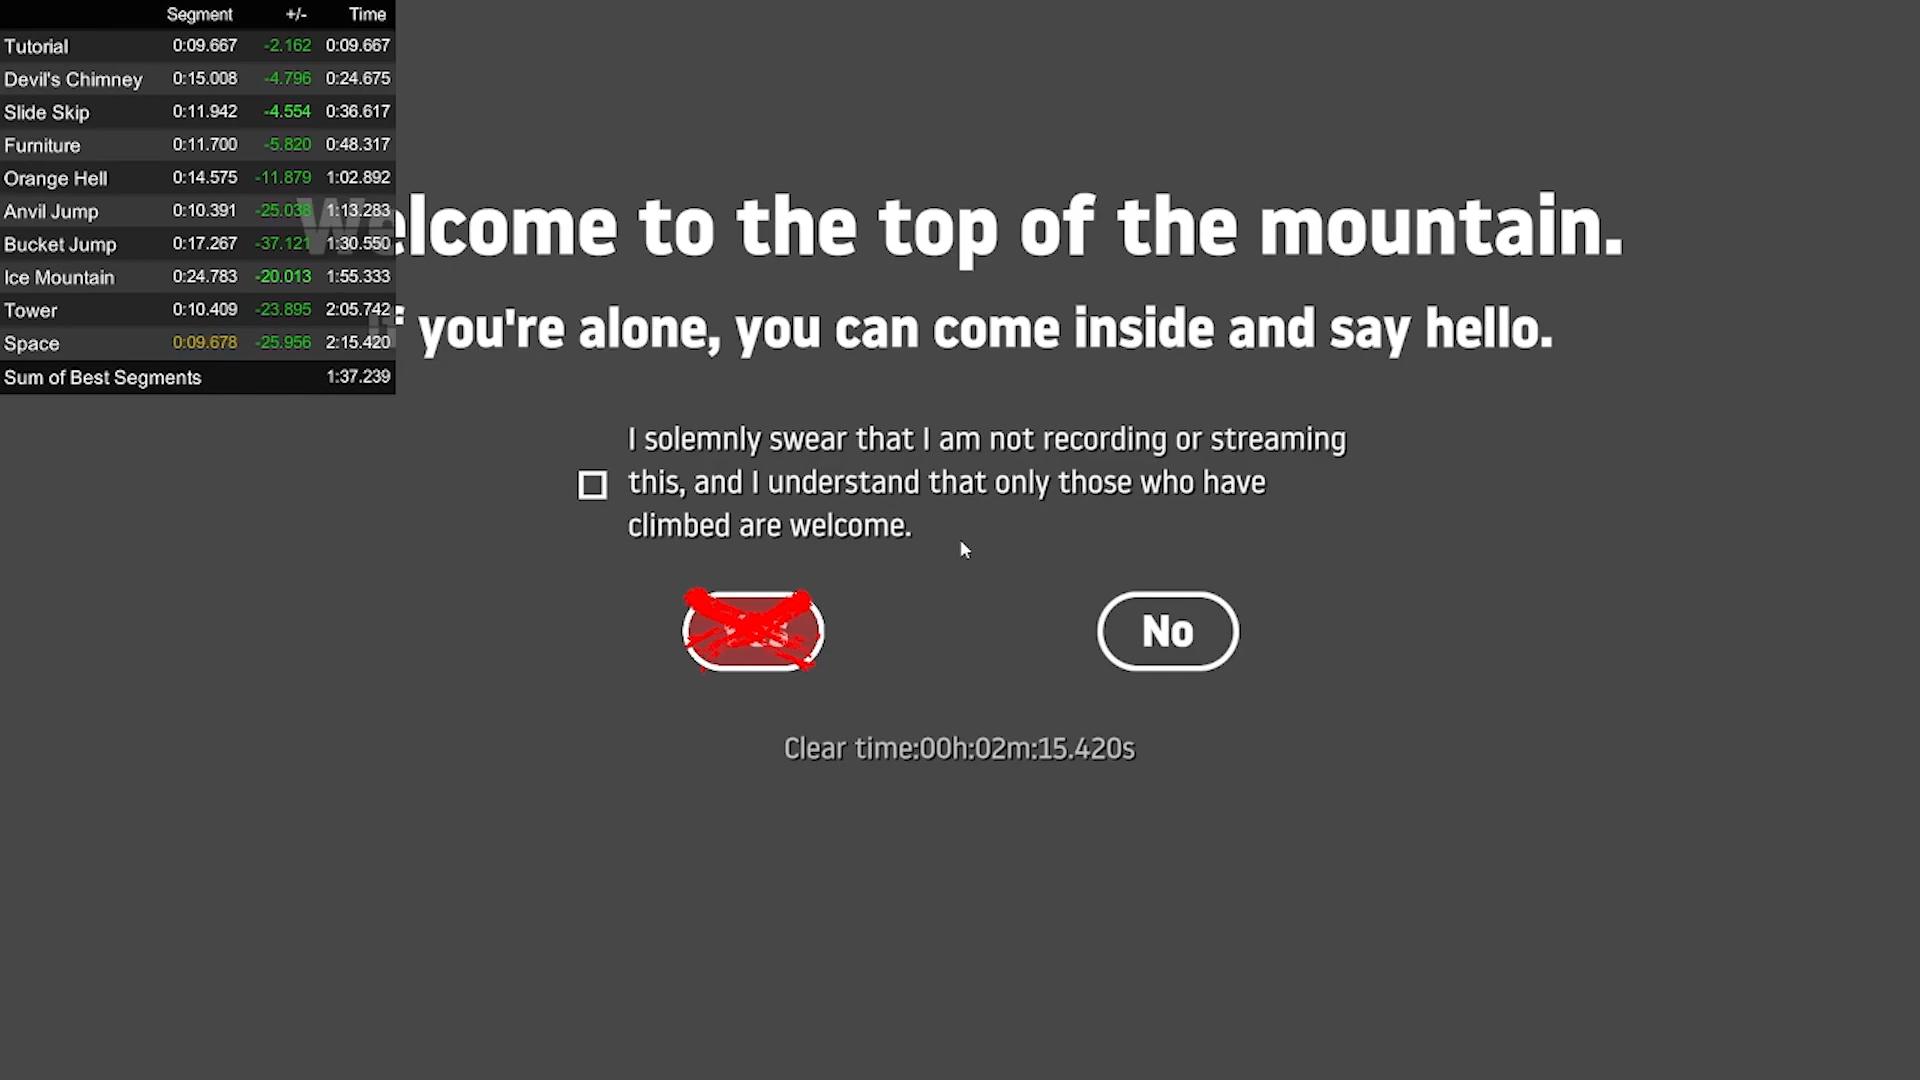 Segment +/- Time
Tutorial 0:09.667 -2.162 0:09.667
Devil's Chimney 0:15.008 -4.796 0:24.675
Slide Skip 0:11.942 -4.554 0:36.617
Furniture 0:11.700 -5.820 0:48.317
Orange Hell 0:14.575 -11.879 1:02.892
Anvil Jump 0:10.391 -25.038 1:13.283
Bucket Jump 0:17.267 -37.121 1:30.550
Ice Mountain 0:24.783 -20.013 1:55.333
Tower 0:10.409 -23.895 2:05.742
Space 0:09.678 -25.956 2:15.420
Sum of Best Segments 1:37.239
Welcome to the top of the mountain.
If you're alone, you can come inside and say hello.
I solemnly swear that I am not recording or streaming
this, and I understand that only those who have
climbed are welcome.
No
Clear time:00h:02m:15.420s